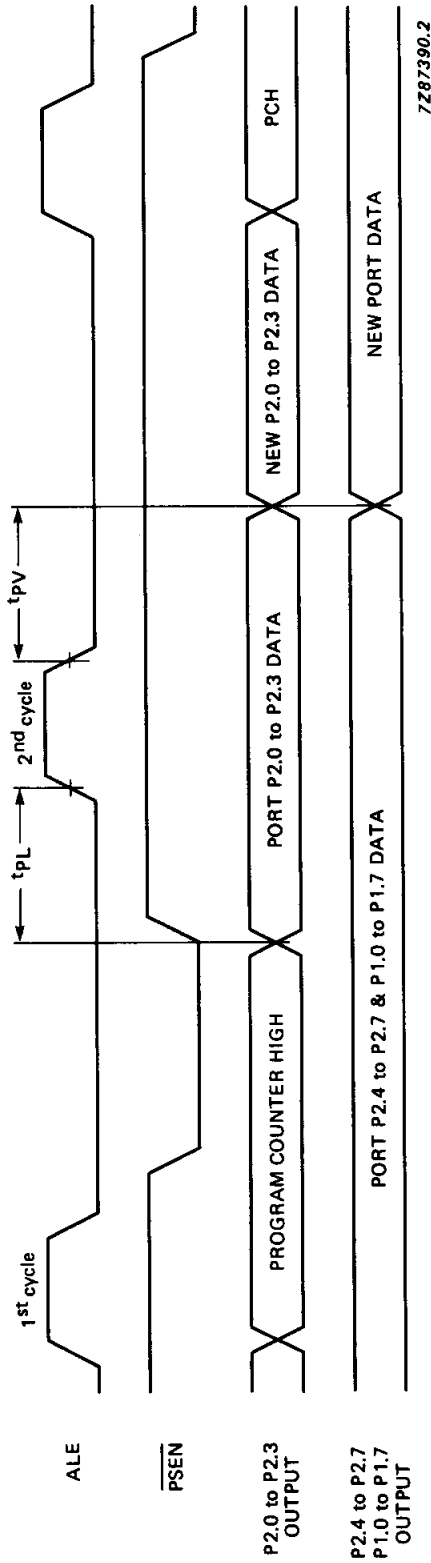 ALE
1st cycle
tPL
2nd cycle
tPV
PSEN
P2.0 to P2.3
OUTPUT
PROGRAM COUNTER HIGH
PORT P2.0 to P2.3 DATA
NEW P2.0 to P2.3 DATA
PCH
P2.4 to P2.7
P1.0 to P1.7
OUTPUT
PORT P2.4 to P2.7 & P1.0 to P1.7 DATA
NEW PORT DATA
7Z87390.2